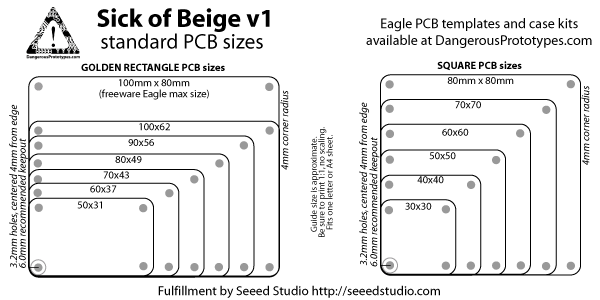 Sick of Beige v1
standard PCB sizes
DangerousPrototypes.com
Eagle PCB templates and case kits
available at DangerousPrototypes.com
GOLDEN RECTANGLE PCB sizes
100mm x 80mm
(freeware Eagle max size)
100x62
90x56
80x49
70x43
60x37
50x31
3.2mm holes, centered 4mm from edge
6.0mm recommended keepout
4mm corner radius
Guide size is approximate.
Be sure to print 1:1, no scaling.
Fits one letter or A4 sheet.
SQUARE PCB sizes
80mm x 80mm
70x70
60x60
50x50
40x40
30x30
3.2mm holes, centered 4mm from edge
6.0mm recommended keepout
4mm corner radius
Fulfillment by Seeed Studio http://seeedstudio.com